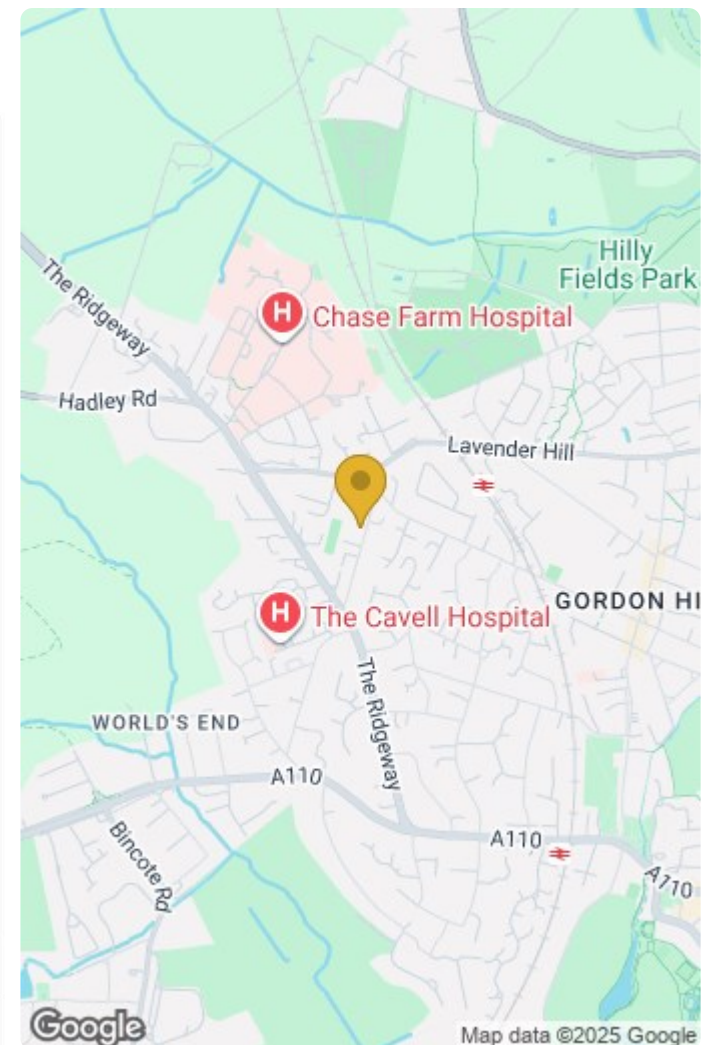 Hilly
Fields Park
The Ridgeway
H
Chase Farm Hospital
Hadley Rd
Lavender Hill
H
The Cavell Hospital
GORDON HI
The Ridgeway
WORLD'S END
A110
A110
Bincote Rd
A110
Google
Map data ©2025 Google